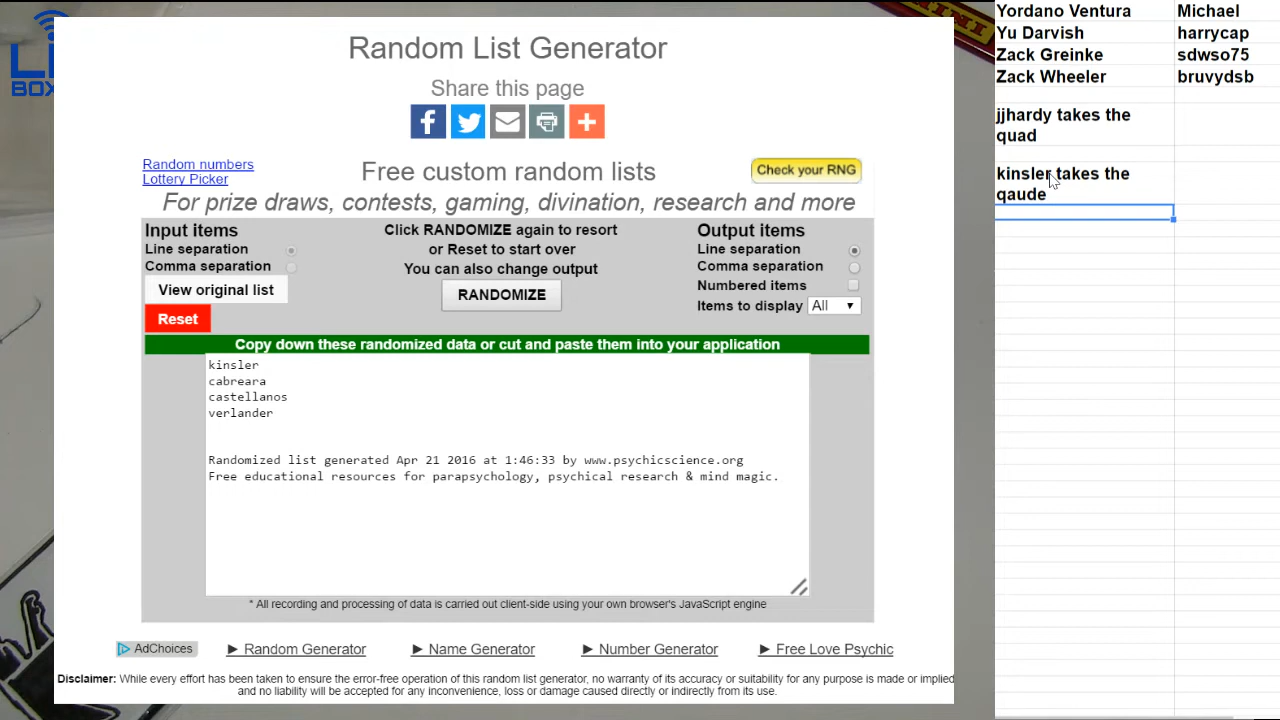 Random List Generator
Share this page
Random numbers
Lottery Picker
Free custom random lists
Check your RNG
For prize draws, contests, gaming, divination, research and more
Input items
Line separation
Comma separation
View original list
Reset
Click RANDOMIZE again to resort
or Reset to start over
You can also change output
RANDOMIZE
Output items
Line separation
Comma separation
Numbered items
Items to display All
Copy down these randomized data or cut and paste them into your application
kinsler
cabreara
castellanos
verlander
Randomized list generated Apr 21 2016 at 1:46:33 by www.psychicscience.org
Free educational resources for parapsychology, psychical research & mind magic.
* All recording and processing of data is carried out client-side using your own browser's JavaScript engine
AdChoices
► Random Generator
► Name Generator
► Number Generator
► Free Love Psychic
Disclaimer: While every effort has been taken to ensure the error-free operation of this random list generator, no warranty of its accuracy or suitability for any purpose is made or implied
and no liability will be accepted for any inconvenience, loss or damage caused directly or indirectly from its use.
Yordano Ventura Michael
Yu Darvish harrycap
Zack Greinke sdwso75
Zack Wheeler bruvydsb
jjhardy takes the
quad
kinsler takes the
qaude